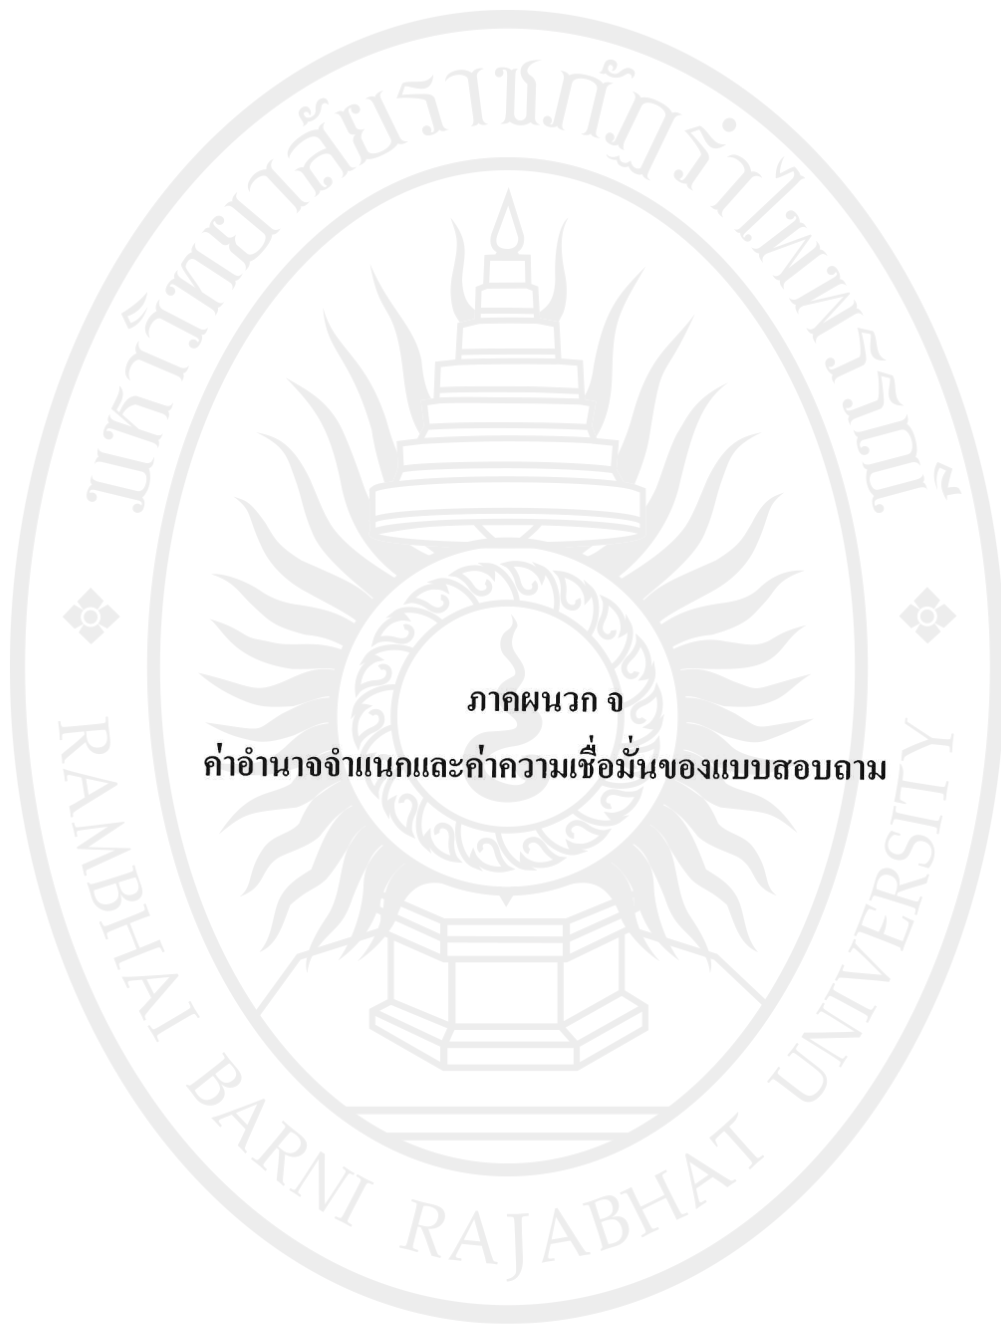 มหาวิทยาลัยราชภัฏรำไพพรรณี
ภาคผนวก จ
ค่าอำนาจจำแนกและค่าความเชื่อมั่นของแบบสอบถาม
RAMBHAI BARNI RAJABHAT UNIVERSITY